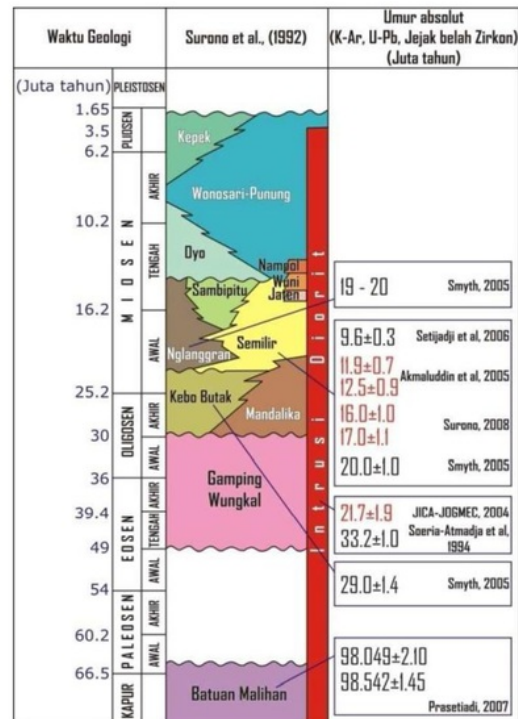 Waktu Geologi
Surono et al., (1992)
Umur absolut
(K-Ar, U-Pb, Jejak belah Zirkon)
(Juta tahun)
(Juta tahun)
PLEISTOSEN
1.65
3.5
6.2
10.2
16.2
25.2
30
36
39.4
49
54
60.2
66.5
PLIOSEN
MIOSEN
AKHIR
TENGAH
AWAL
OLIGOSEN
AKHIR
AWAL
EOSEN
AKHIR
TENGAH
AWAL
PALEOSEN
AKHIR
AWAL
KAPUR
Kepek
Wonosari-Punung
Oyo
Nampol
Wuni
Jaten
Sambipitu
Semilir
Nglanggran
Kebo Butak
Mandalika
Gamping
Wungkal
Batuan Malihan
Intrusi Diorit
19 - 20 Smyth, 2005
9.6±0.3 Setijadji et al, 2006
11.9±0.7
12.5±0.9 Akmaluddin et al, 2005
16.0±1.0
17.0±1.1 Surono, 2008
20.0±1.0 Smyth, 2005
21.7±1.9 JICA-JOGMEC, 2004
33.2±1.0 Soeria-Atmadja et al,
1994
29.0±1.4 Smyth, 2005
98.049±2.10
98.542±1.45
Prasetiadi, 2007